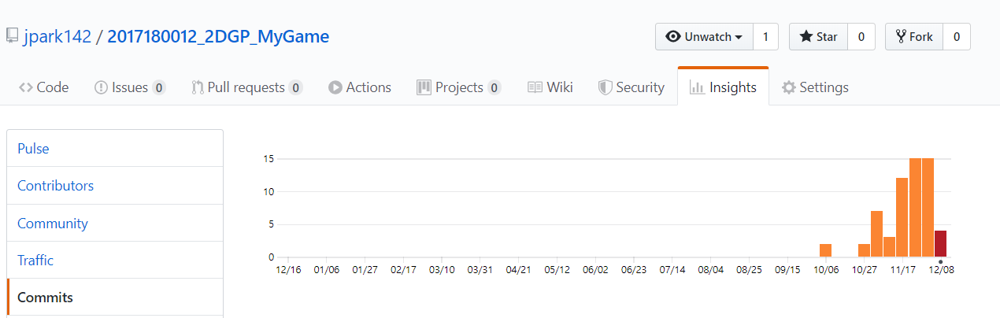 jpark142 / 2017180012_2DGP_MyGame Unwatch 1 Star 0 Fork 0
Code Issues 0 Pull requests 0 Actions Projects 0 Wiki Security Insights Settings
Pulse
Contributors
Community
Traffic
Commits
15
10
5
0
12/16 01/06 01/27 02/17 03/10 03/31 04/21 05/12 06/02 06/23 07/14 08/04 08/25 09/15 10/06 10/27 11/17 12/08